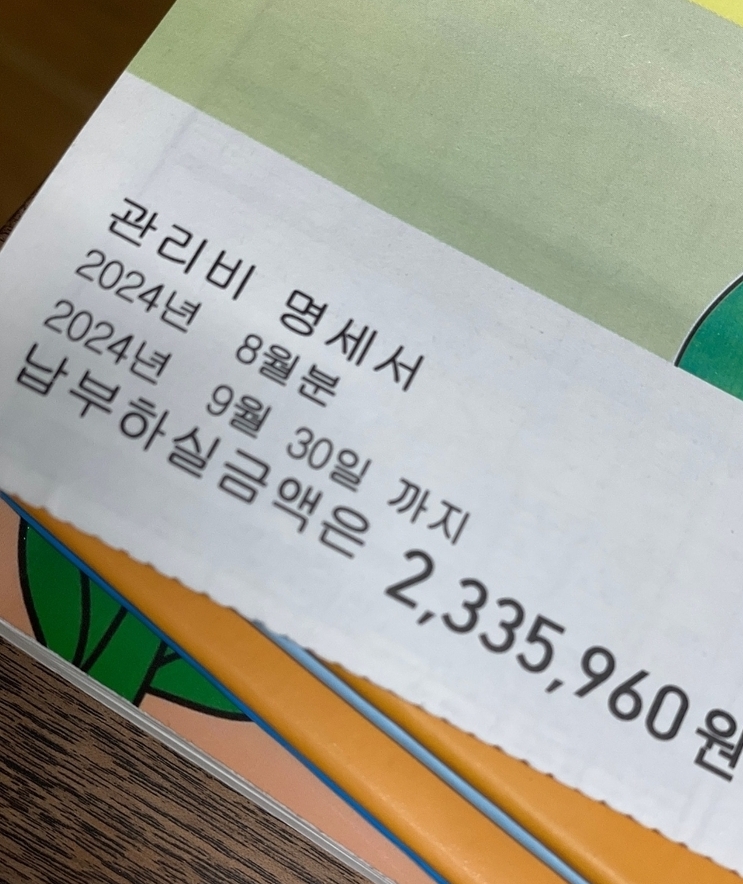 관리비 명세서
2024년 8월분
2024년 9월 30일 까지
납부하실금액은 2,335,960원